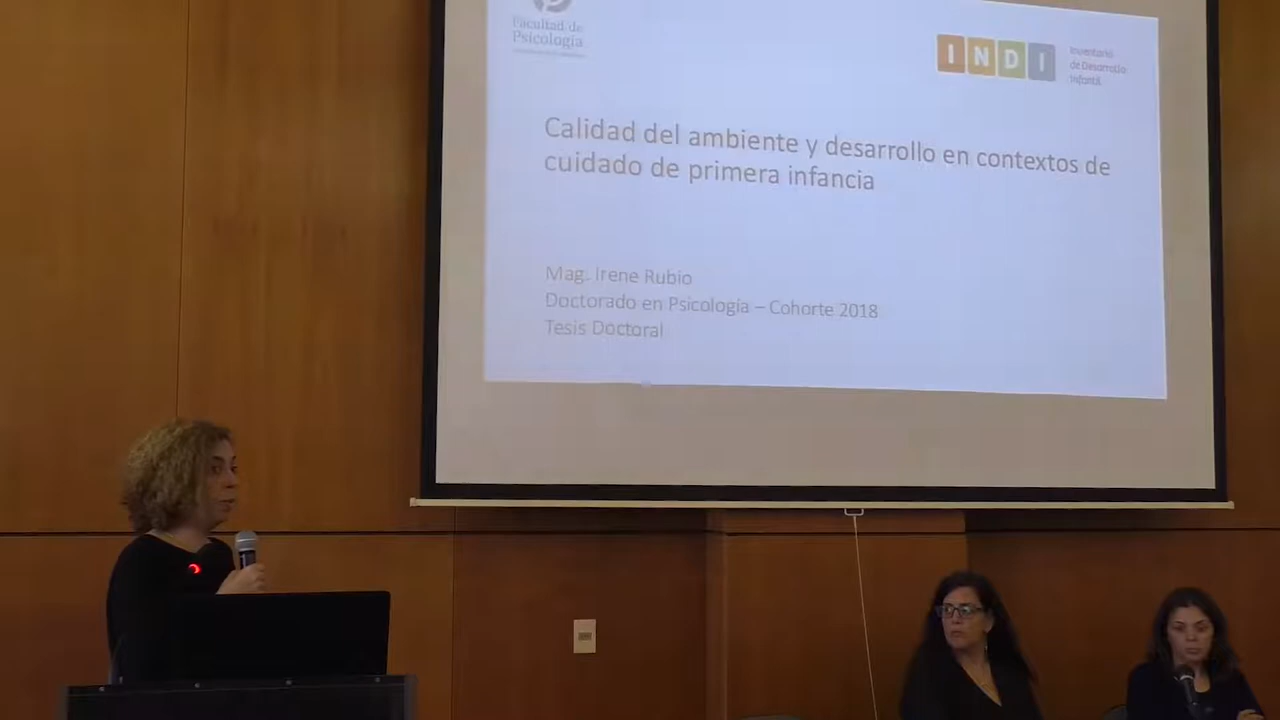 Facultad de
Psicología
INDI
Inventario
de Desarrollo
Infantil
Calidad del ambiente y desarrollo en contextos de
cuidado de primera infancia
Mag. Irene Rubio
Doctorado en Psicología – Cohorte 2018
Tesis Doctoral